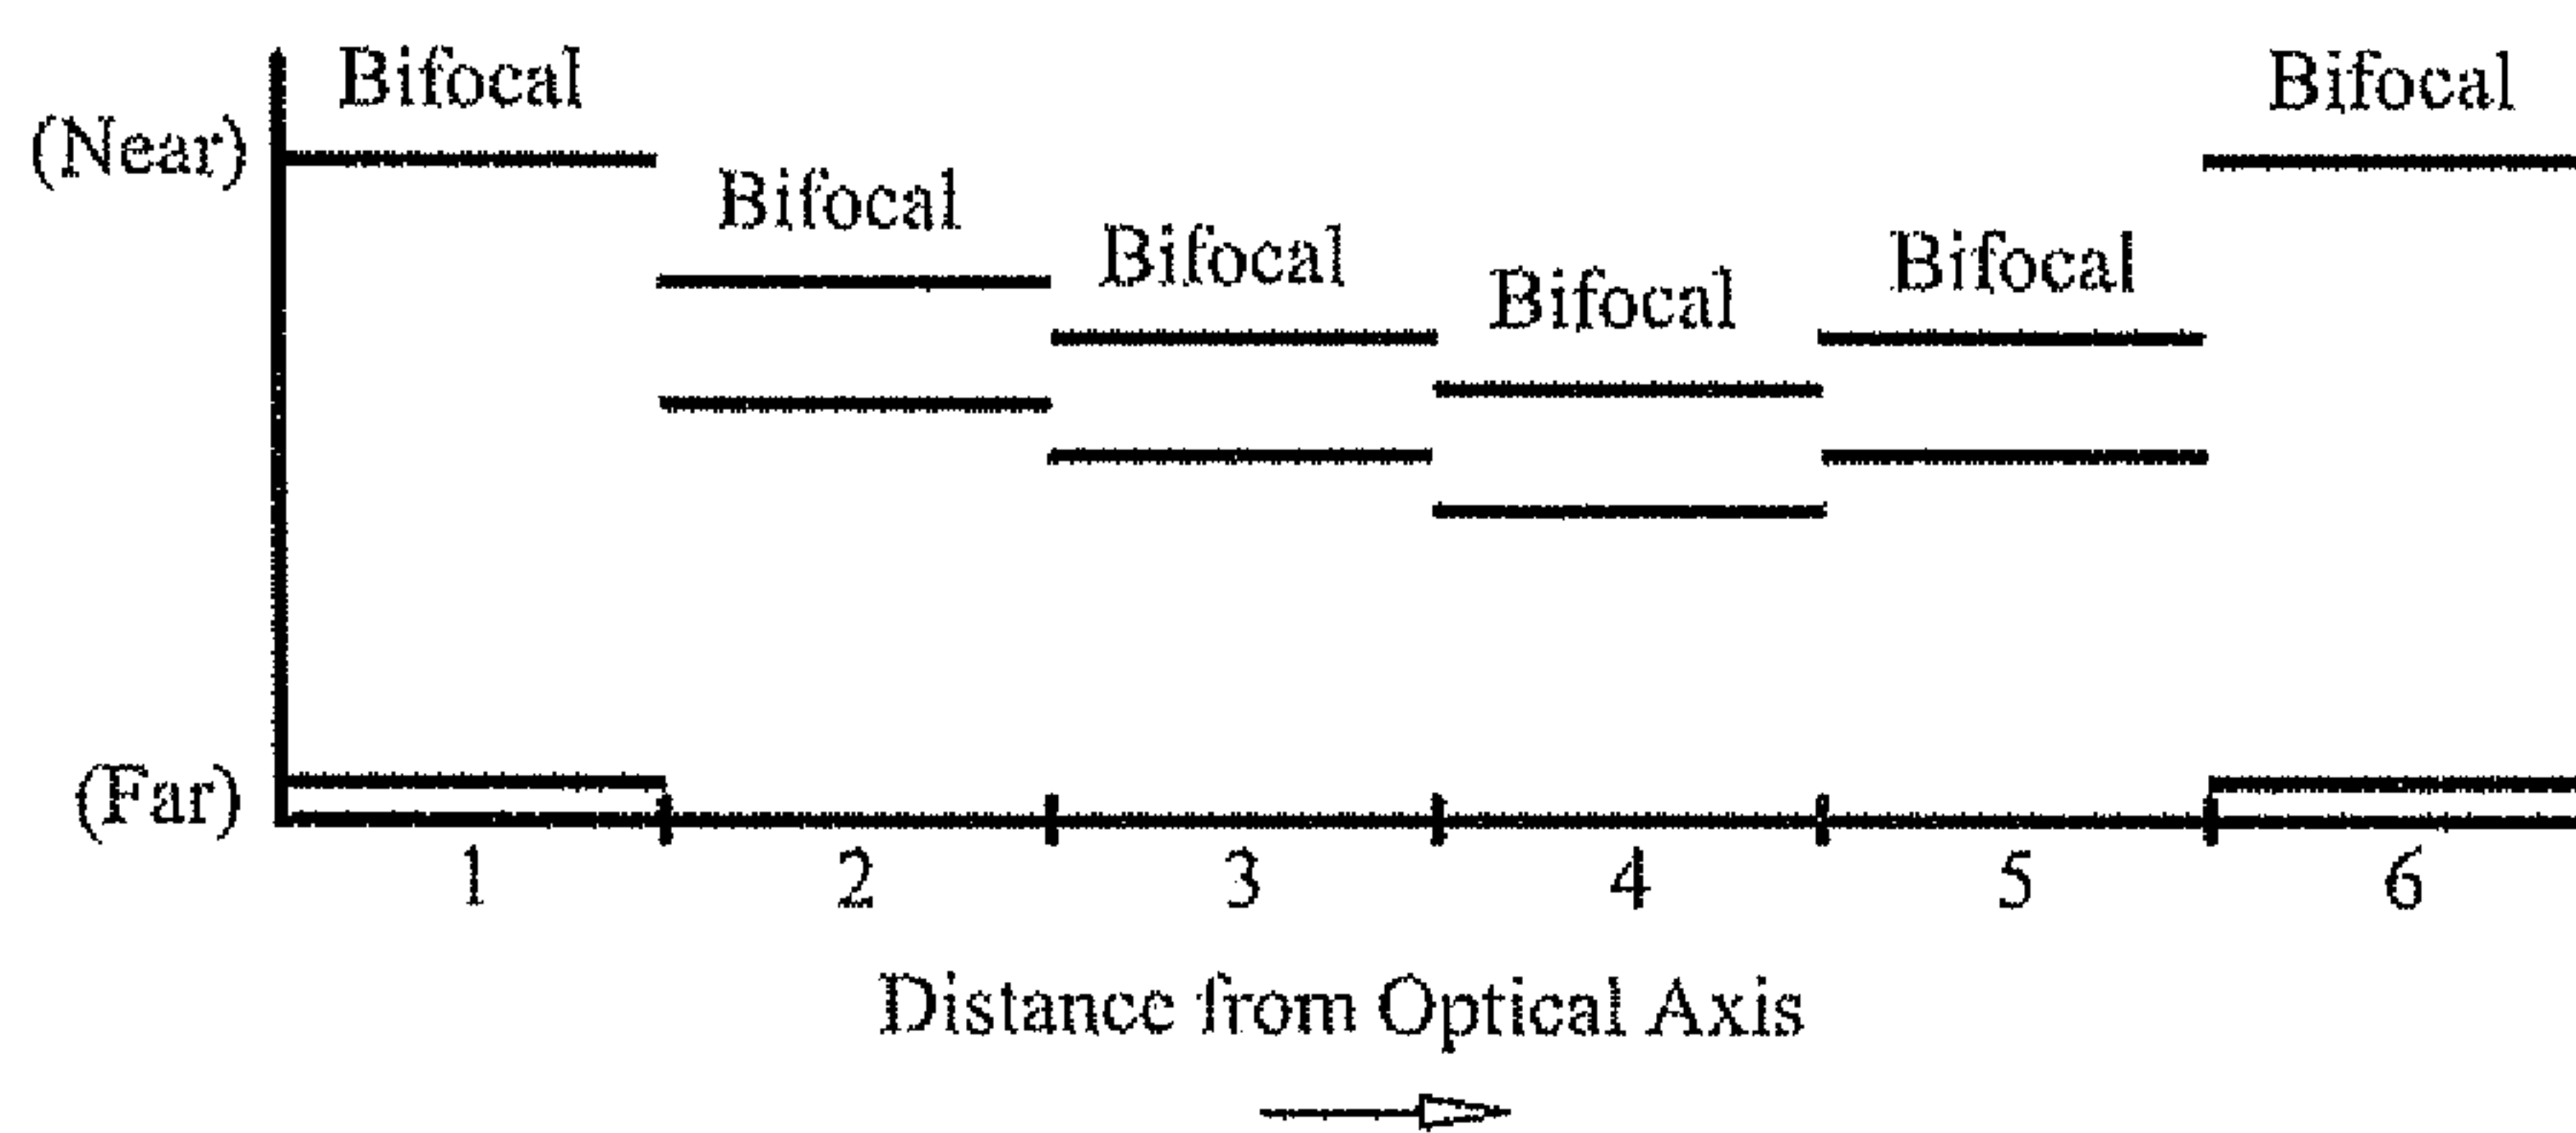 Bifocal
Bifocal
(Near)
Bifocal
Bifocal
Bifocal
Bifocal
(Far)
1 2 3 4 5 6
Distance from Optical Axis